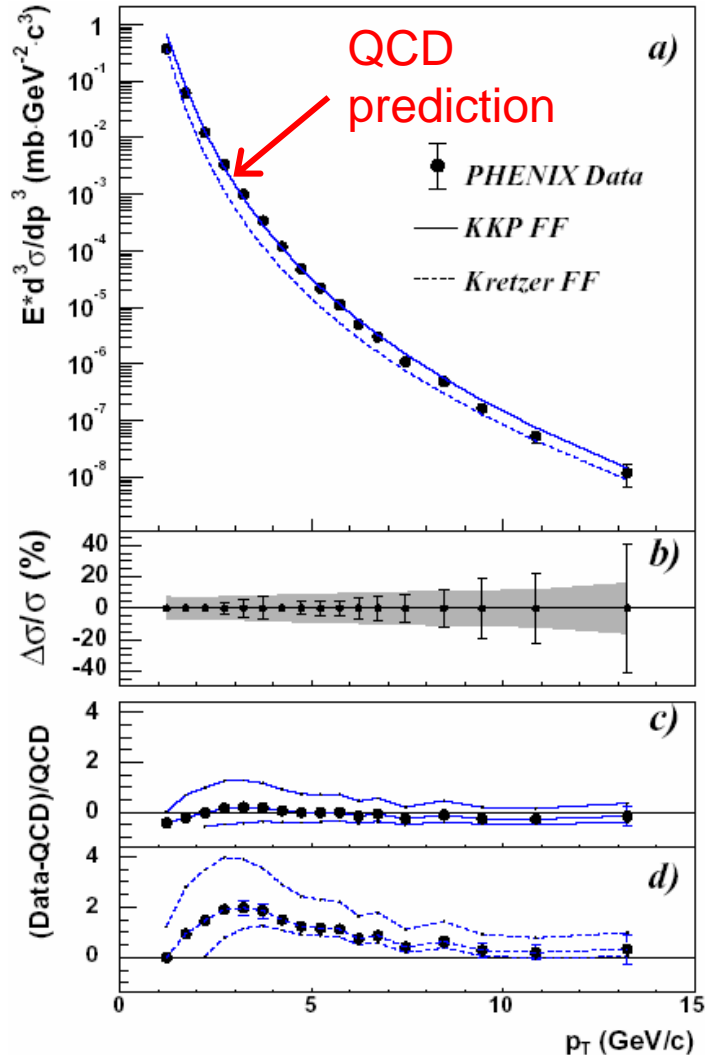 a)
QCD
prediction
PHENIX Data
KKP FF
Kretzer FF
E*d³σ/dp³ (mb·GeV⁻²·c³)
1
10⁻¹
10⁻²
10⁻³
10⁻⁴
10⁻⁵
10⁻⁶
10⁻⁷
10⁻⁸
b)
Δσ/σ (%)
40
20
0
-20
-40
c)
(Data-QCD)/QCD
4
2
0
d)
4
2
0
0 5 10 15
p_T (GeV/c)